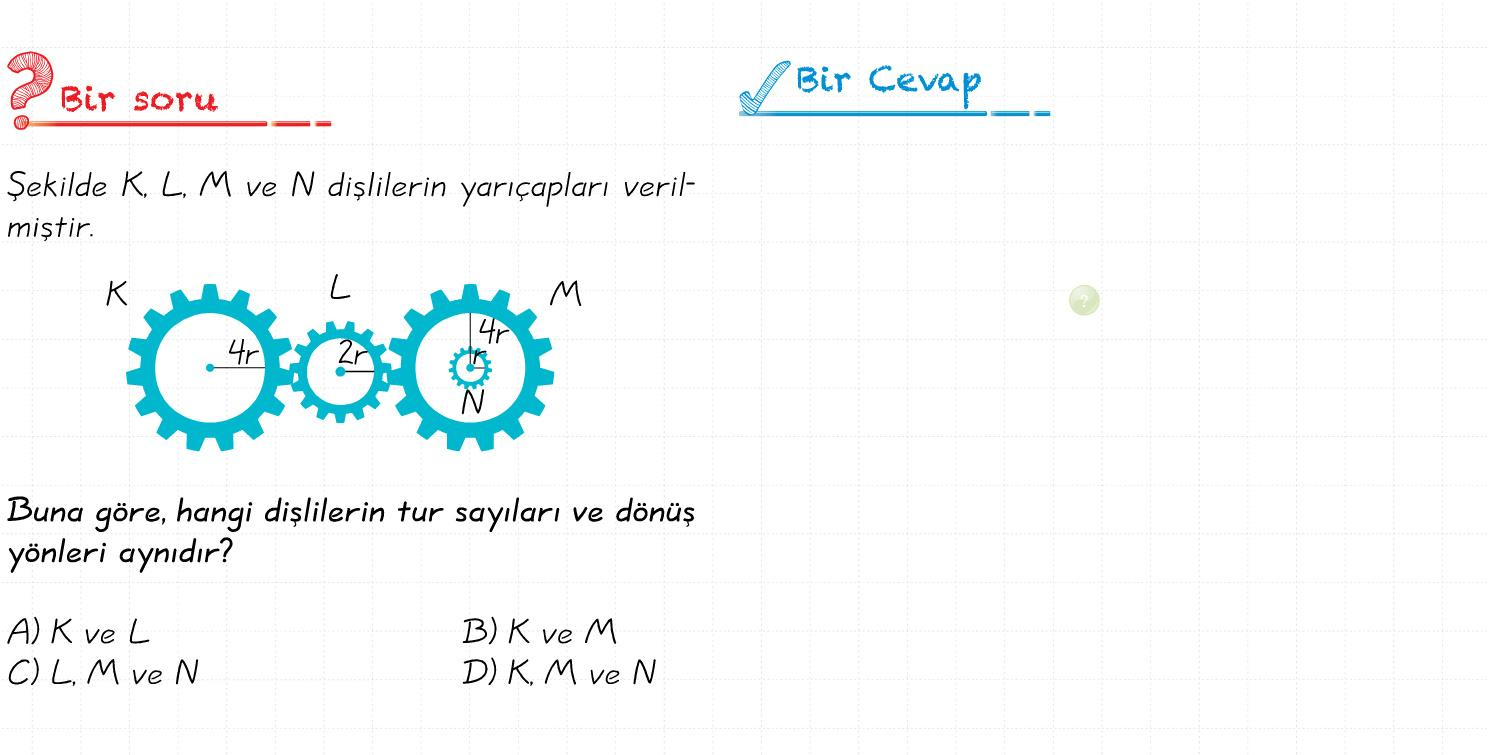 Bir soru
Şekilde K, L, M ve N dişlilerin yarıçapları veril-
miştir.
K
L
M
4r
2r
4r
r
N
Buna göre, hangi dişlilerin tur sayıları ve dönüş
yönleri aynıdır?
A) K ve L
B) K ve M
C) L, M ve N
D) K, M ve N
Bir Cevap
?